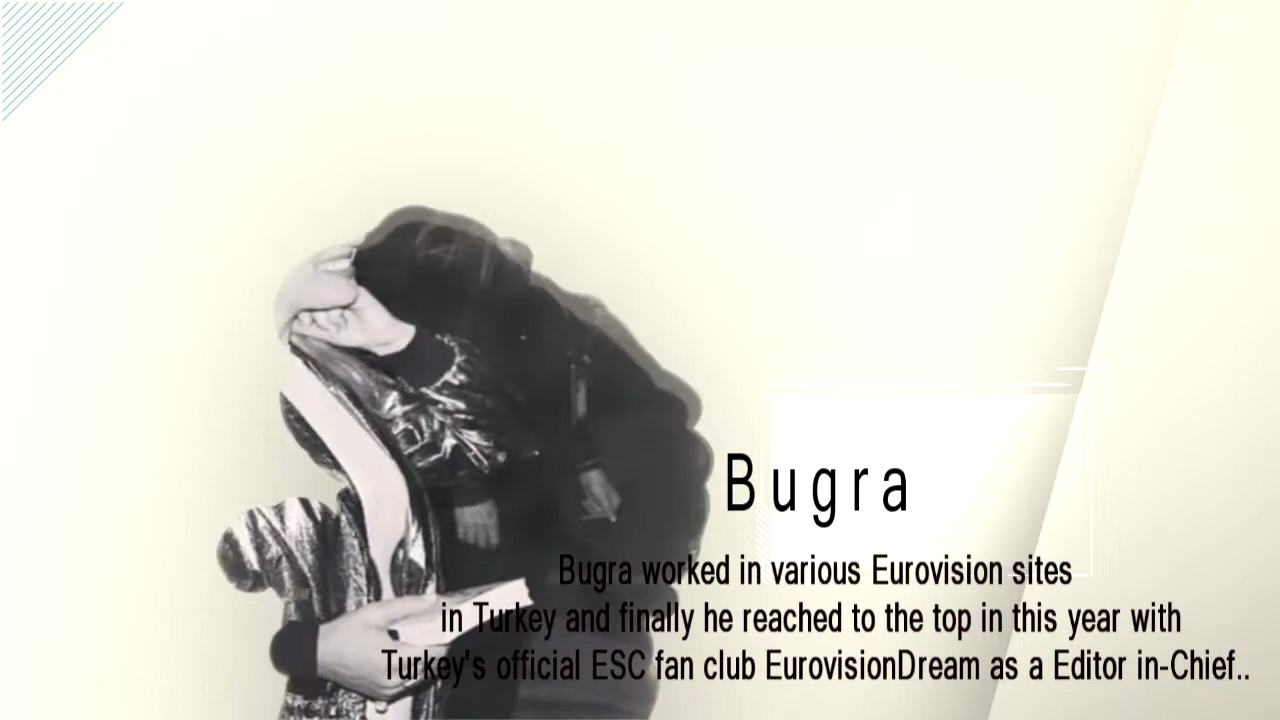 Bugra
Bugra worked in various Eurovision sites
in Turkey and finally he reached to the top in this year with
Turkey's official ESC fan club EurovisionDream as a Editor in-Chief..